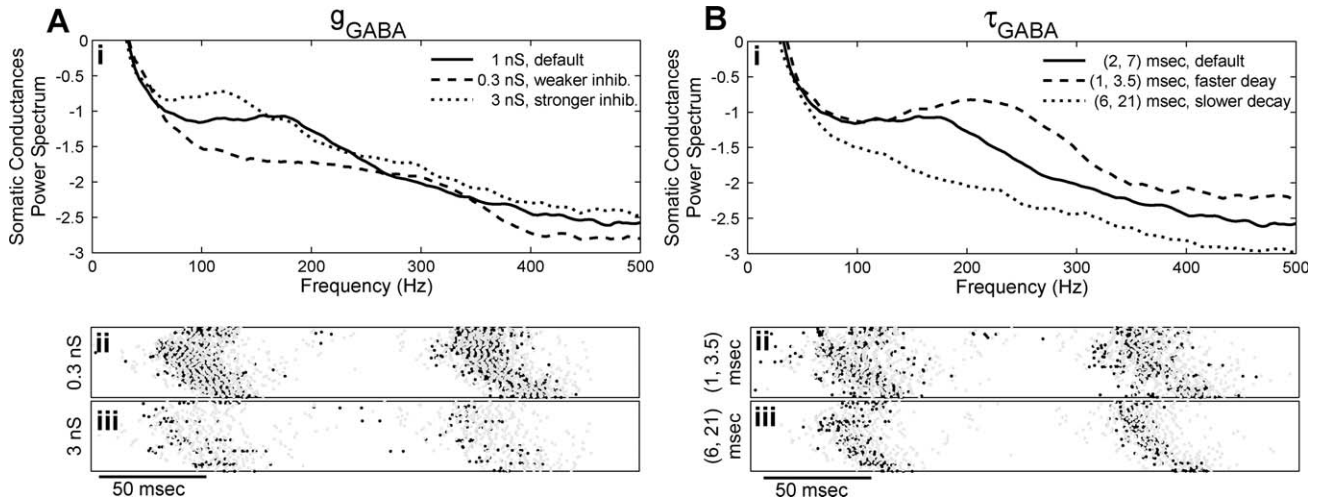 A
g GABA
i
Somatic Conductances
Power Spectrum
0
-0.5
-1
-1.5
-2
-2.5
-3
1 nS, default
0.3 nS, weaker inhib.
3 nS, stronger inhib.
0 100 200 300 400 500
Frequency (Hz)
ii
0.3 nS
iii
3 nS
50 msec
B
τ GABA
i
Somatic Conductances
Power Spectrum
0
-0.5
-1
-1.5
-2
-2.5
-3
(2, 7) msec, default
(1, 3.5) msec, faster deay
(6, 21) msec, slower decay
0 100 200 300 400 500
Frequency (Hz)
ii
(1, 3.5)
msec
iii
(6, 21)
msec
50 msec